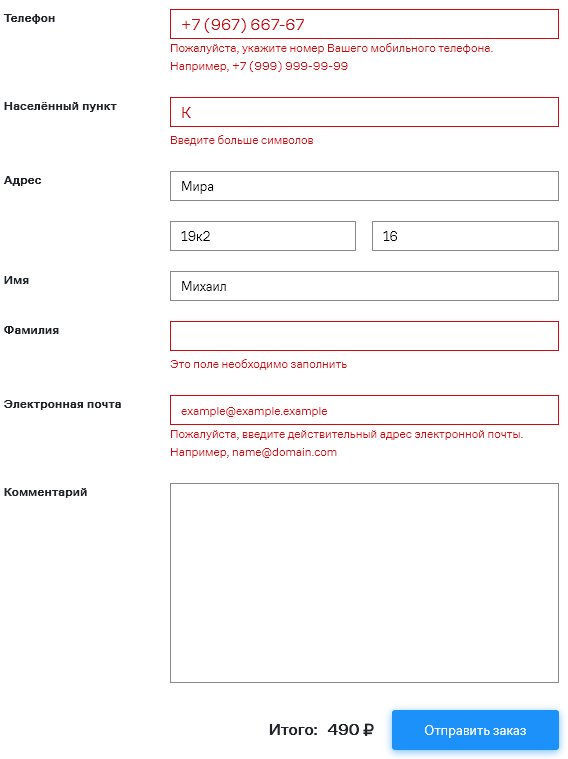 Телефон
+7 (967) 667-67
Пожалуйста, укажите номер Вашего мобильного телефона.
Например, +7 (999) 999-99-99
Населённый пункт
К
Введите больше символов
Адрес
Мира
19к2
16
Имя
Михаил
Фамилия
Это поле необходимо заполнить
Электронная почта
example@example.example
Пожалуйста, введите действительный адрес электронной почты.
Например, name@domain.com
Комментарий
Итого: 490 ₽
Отправить заказ